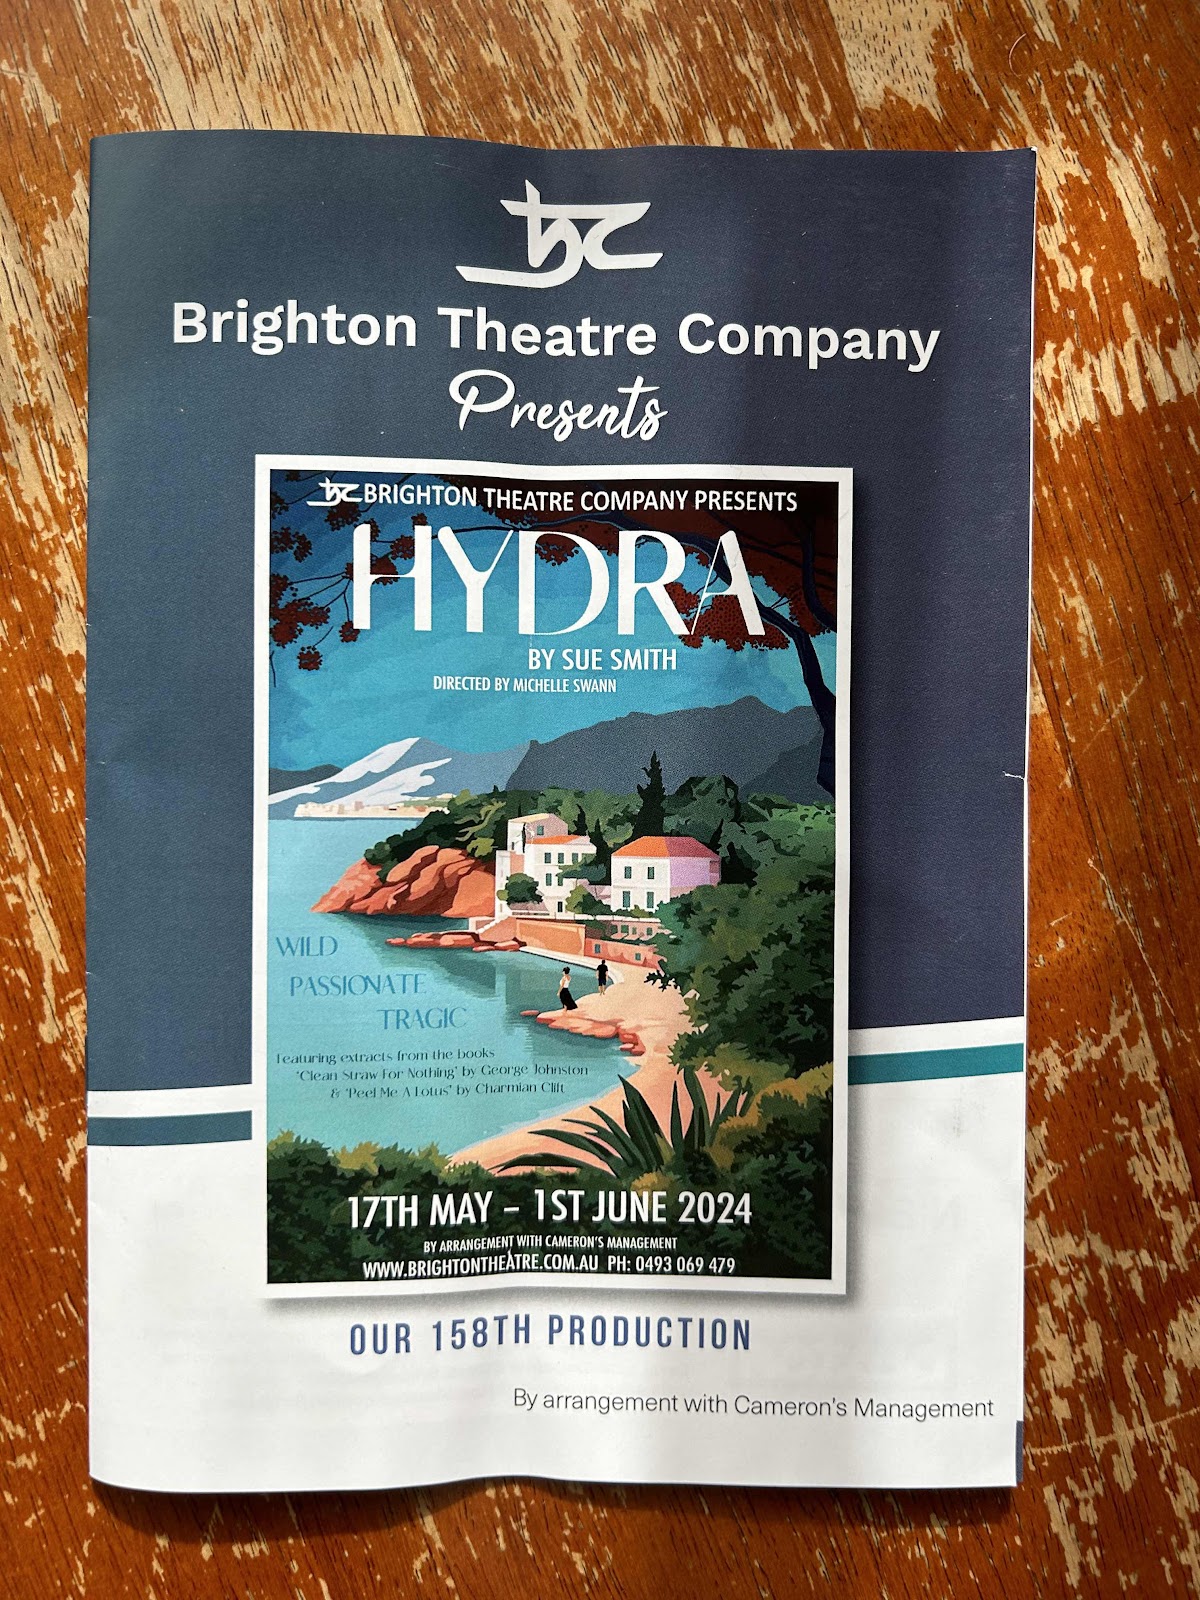 btc
Brighton Theatre Company
Presents
btc BRIGHTON THEATRE COMPANY PRESENTS
HYDRA
BY SUE SMITH
DIRECTED BY MICHELLE SWANN
WILD
PASSIONATE
TRAGIC
Featuring extracts from the books
'Clean Straw For Nothing' by George Johnston
& 'Peel Me A Lotus' by Charmian Clift
17TH MAY – 1ST JUNE 2024
BY ARRANGEMENT WITH CAMERON'S MANAGEMENT
WWW.BRIGHTONTHEATRE.COM.AU PH: 0493 069 479
OUR 158TH PRODUCTION
By arrangement with Cameron's Management